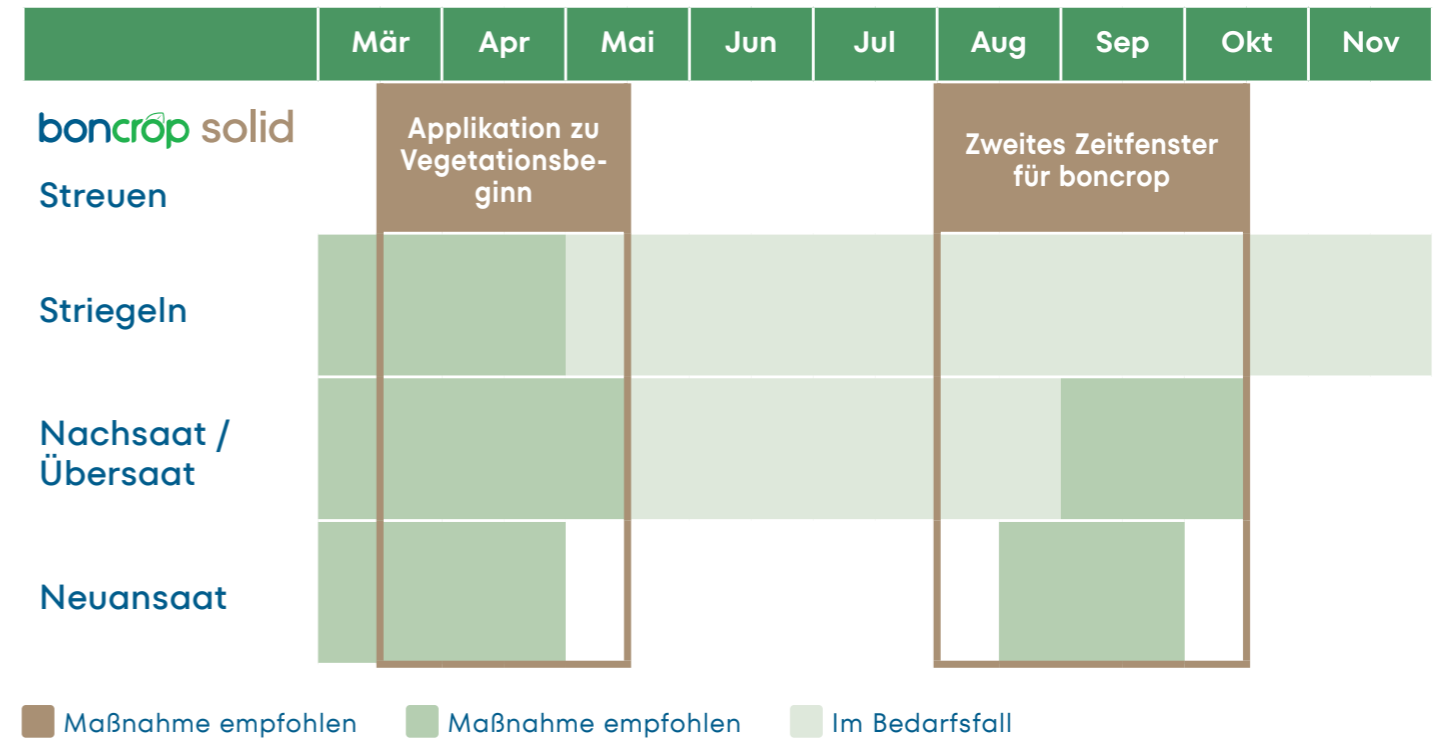 Mär Apr Mai Jun Jul Aug Sep Okt Nov
boncrop solid
Streuen
Applikation zu
Vegetationsbe-
ginn
Zweites Zeitfenster
für boncrop
Striegeln
Nachsaat /
Übersaat
Neuansaat
Maßnahme empfohlen Maßnahme empfohlen Im Bedarfsfall